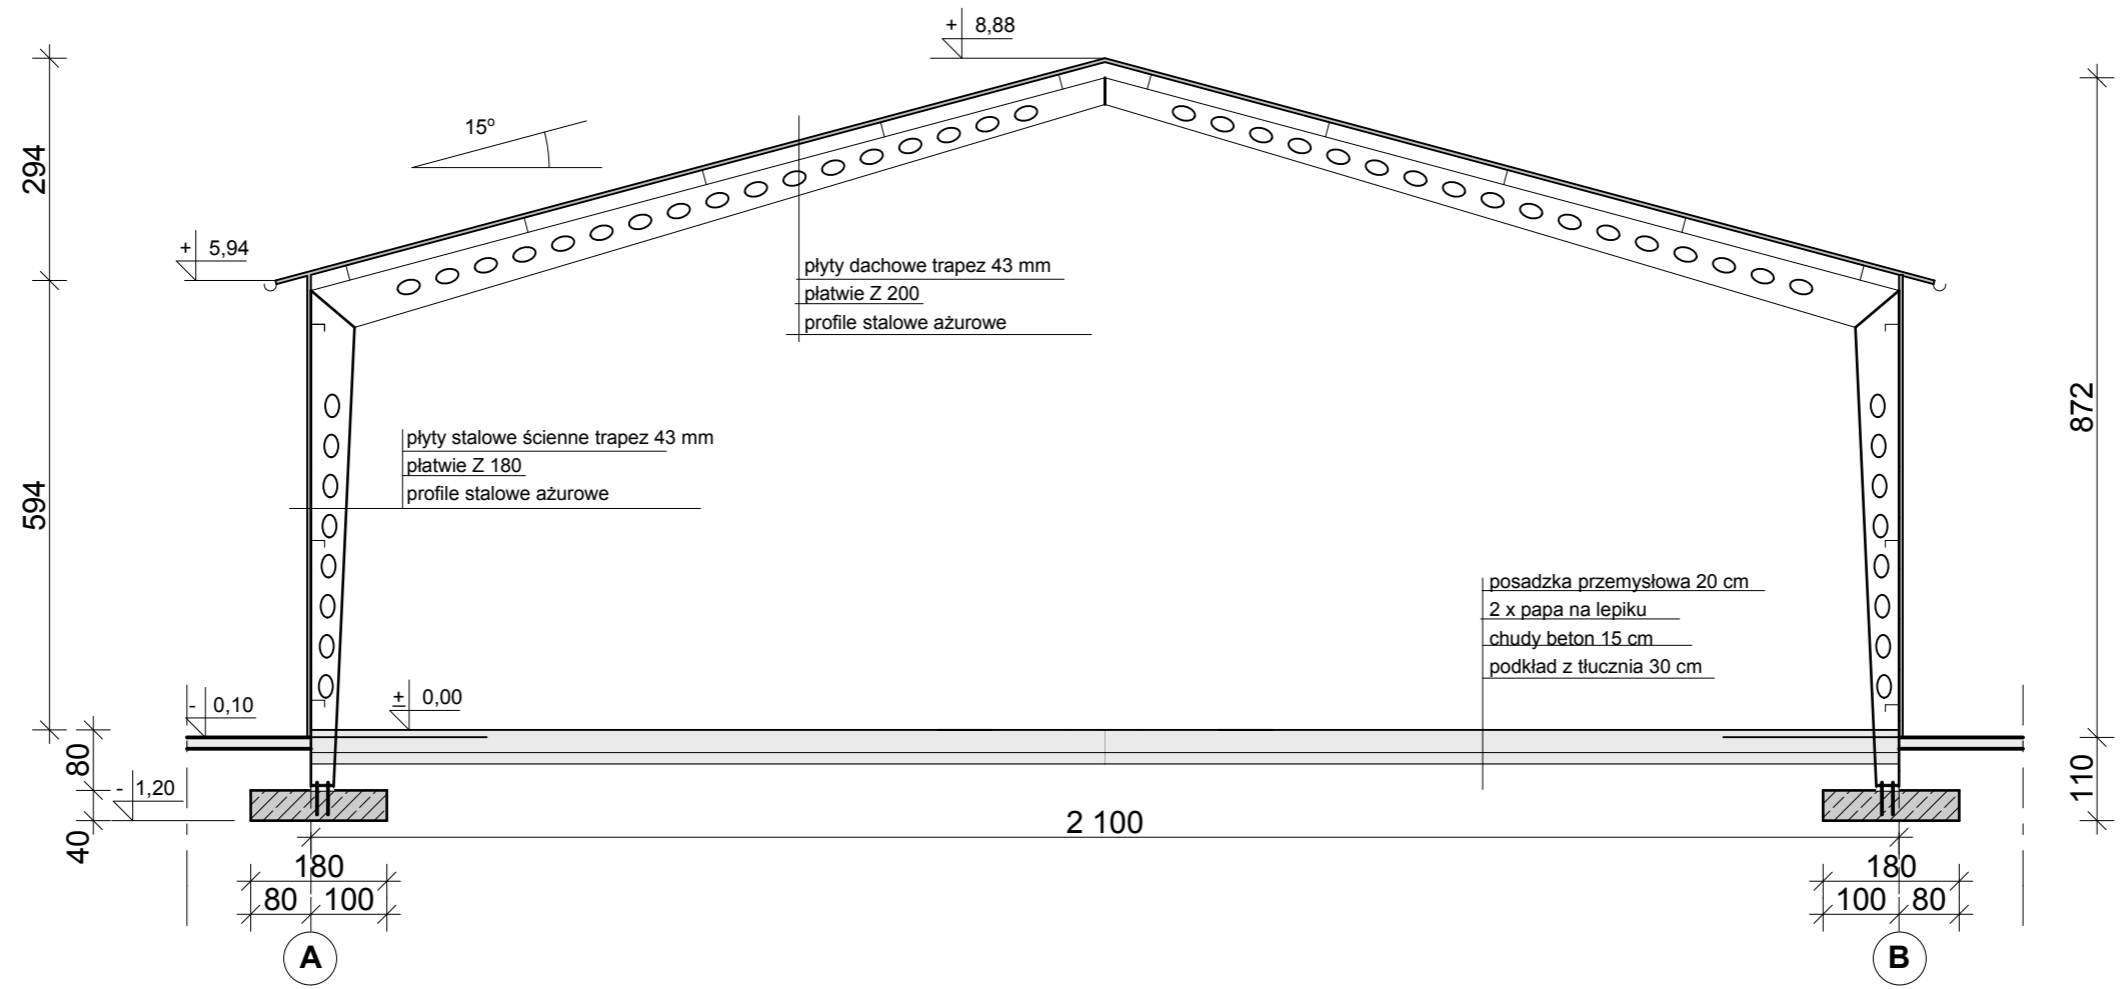 + 8,88
15º
294
+ 5,94
płyty dachowe trapez 43 mm
płatwie Z 200
profile stalowe ażurowe
872
płyty stalowe ścienne trapez 43 mm
płatwie Z 180
profile stalowe ażurowe
594
posadzka przemysłowa 20 cm
2 x papa na lepiku
chudy beton 15 cm
podkład z tłucznia 30 cm
- 0,10
± 0,00
80
- 1,20
110
40
2 100
180
180
80 100
100 80
A
B